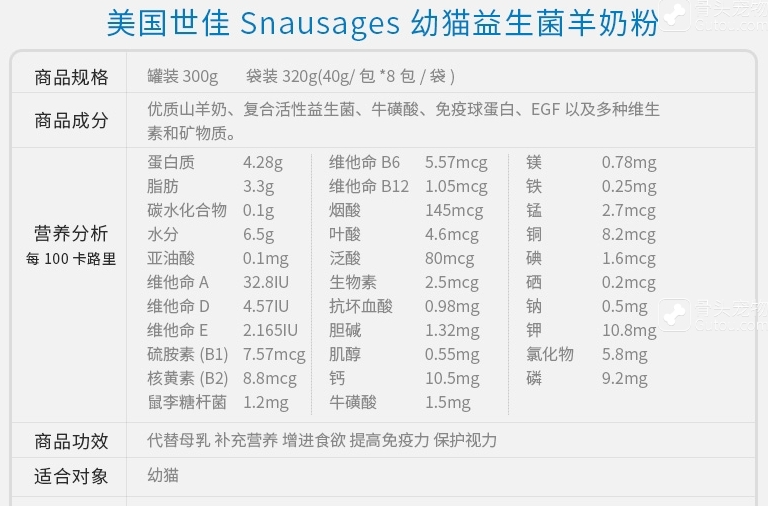 美国世佳 Snausages 幼猫益生菌羊奶粉
商品规格 罐装 300g 袋装 320g(40g/ 包 *8 包 / 袋 )
商品成分 优质山羊奶、复合活性益生菌、牛磺酸、免疫球蛋白、EGF 以及多种维生
素和矿物质。
营养分析
每 100 卡路里
蛋白质 4.28g 维他命 B6 5.57mcg 镁 0.78mg
脂肪 3.3g 维他命 B12 1.05mcg 铁 0.25mg
碳水化合物 0.1g 烟酸 145mcg 锰 2.7mcg
水分 6.5g 叶酸 4.6mcg 铜 8.2mcg
亚油酸 0.1mg 泛酸 80mcg 碘 1.6mcg
维他命 A 32.8IU 生物素 2.5mcg 硒 0.2mcg
维他命 D 4.57IU 抗坏血酸 0.98mg 钠 0.5mg
维他命 E 2.165IU 胆碱 1.32mg 钾 10.8mg
硫胺素 (B1) 7.57mcg 肌醇 0.55mg 氯化物 5.8mg
核黄素 (B2) 8.8mcg 钙 10.5mg 磷 9.2mg
鼠李糖杆菌 1.2mg 牛磺酸 1.5mg
商品功效 代替母乳 补充营养 增进食欲 提高免疫力 保护视力
适合对象 幼猫